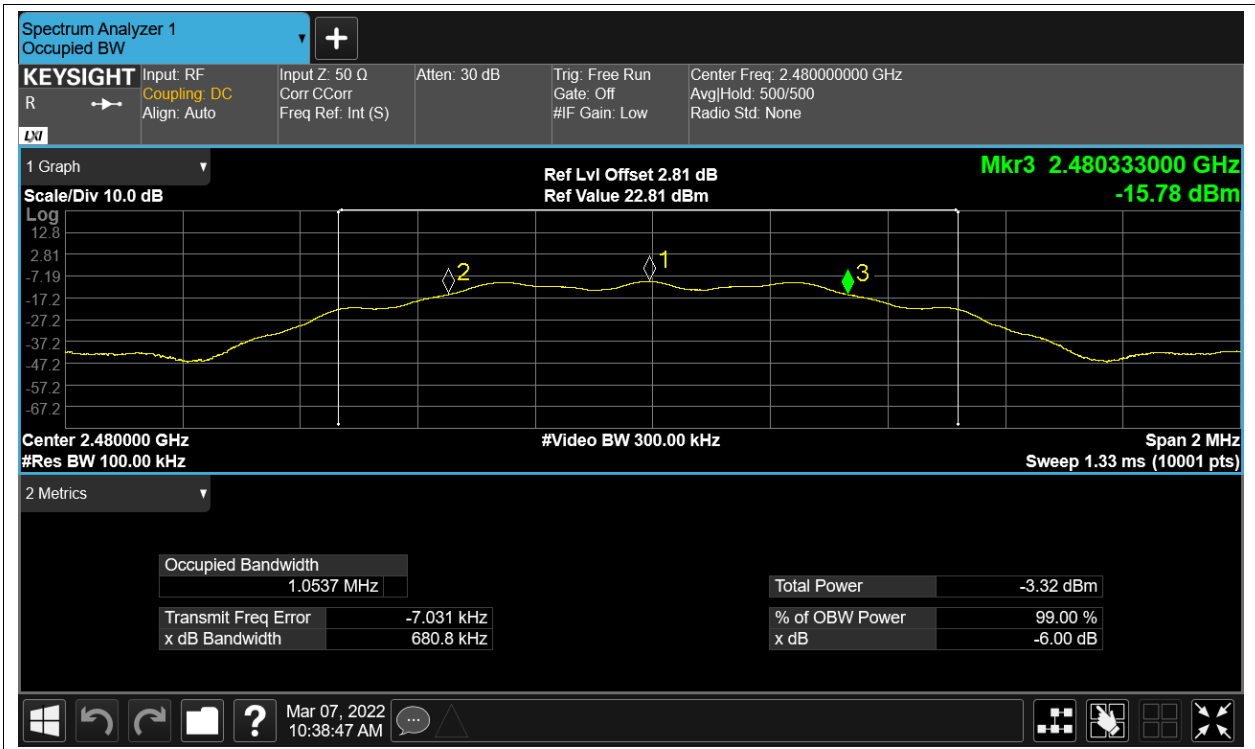 Spectrum Analyzer 1
Occupied BW
KEYSIGHT
R
LXI
Input: RF
Coupling: DC
Align: Auto
Input Z: 50 Ω
Corr CCorr
Freq Ref: Int (S)
Atten: 30 dB
Trig: Free Run
Gate: Off
#IF Gain: Low
Center Freq: 2.480000000 GHz
Avg|Hold: 500/500
Radio Std: None
1 Graph
Scale/Div 10.0 dB
Ref Lvl Offset 2.81 dB
Ref Value 22.81 dBm
Mkr3 2.480333000 GHz
-15.78 dBm
Log
12.8
2.81
-7.19
-17.2
-27.2
-37.2
-47.2
-57.2
-67.2
2
1
3
Center 2.480000 GHz
#Res BW 100.00 kHz
#Video BW 300.00 kHz
Span 2 MHz
Sweep 1.33 ms (10001 pts)
2 Metrics
Occupied Bandwidth
1.0537 MHz
Transmit Freq Error -7.031 kHz
x dB Bandwidth 680.8 kHz
Total Power -3.32 dBm
% of OBW Power 99.00 %
x dB -6.00 dB
?
Mar 07, 2022
10:38:47 AM